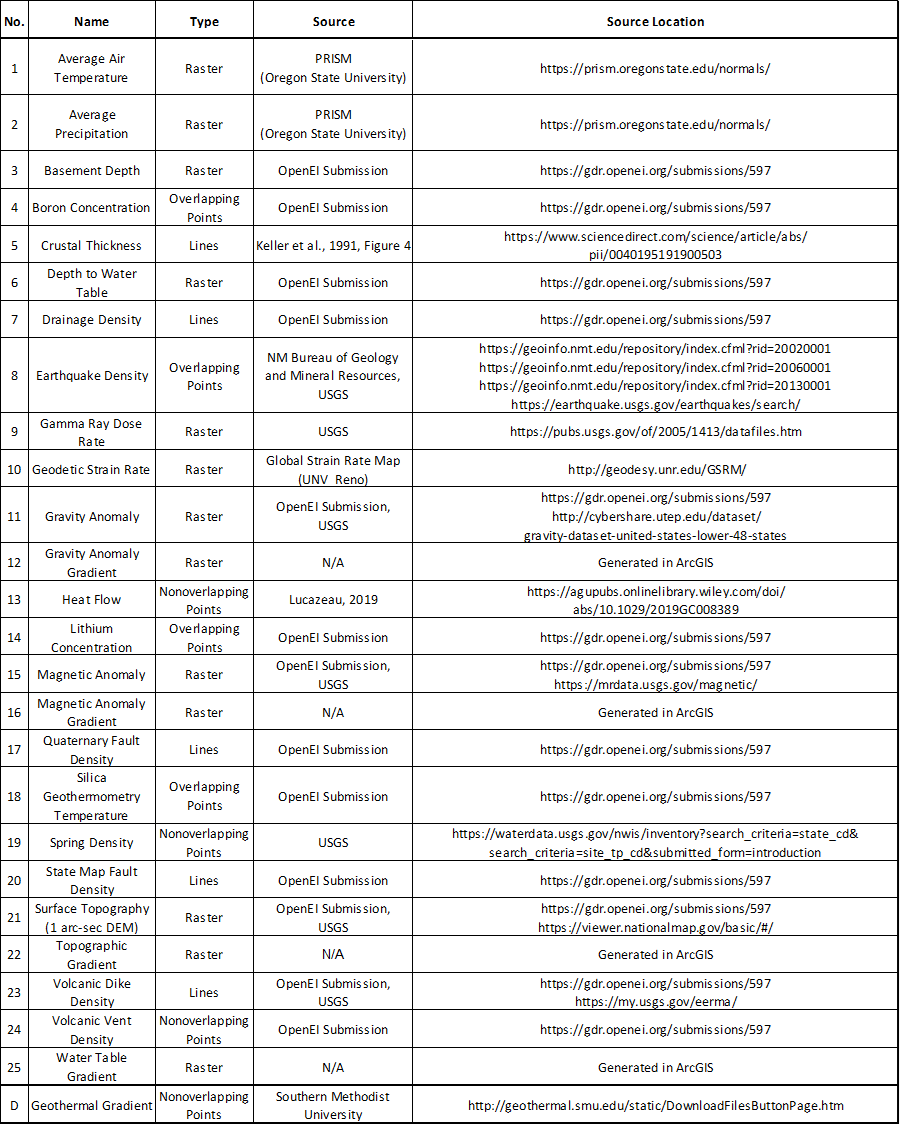 No. Name Type Source Source Location
1 Average Air Temperature Raster PRISM (Oregon State University) https://prism.oregonstate.edu/normals/
2 Average Precipitation Raster PRISM (Oregon State University) https://prism.oregonstate.edu/normals/
3 Basement Depth Raster OpenEI Submission https://gdr.openei.org/submissions/597
4 Boron Concentration Overlapping Points OpenEI Submission https://gdr.openei.org/submissions/597
5 Crustal Thickness Lines Keller et al., 1991, Figure 4 https://www.sciencedirect.com/science/article/abs/
pii/0040195191900503
6 Depth to Water Table Raster OpenEI Submission https://gdr.openei.org/submissions/597
7 Drainage Density Lines OpenEI Submission https://gdr.openei.org/submissions/597
8 Earthquake Density Overlapping Points NM Bureau of Geology and Mineral Resources, USGS https://geoinfo.nmt.edu/repository/index.cfml?rid=20020001
https://geoinfo.nmt.edu/repository/index.cfml?rid=20060001
https://geoinfo.nmt.edu/repository/index.cfml?rid=20130001
https://earthquake.usgs.gov/earthquakes/search/
9 Gamma Ray Dose Rate Raster USGS https://pubs.usgs.gov/of/2005/1413/datafiles.htm
10 Geodetic Strain Rate Raster Global Strain Rate Map (UNV Reno) http://geodesy.unr.edu/GSRM/
11 Gravity Anomaly Raster OpenEI Submission, USGS https://gdr.openei.org/submissions/597
http://cybershare.utep.edu/dataset/
gravity-dataset-united-states-lower-48-states
12 Gravity Anomaly Gradient Raster N/A Generated in ArcGIS
13 Heat Flow Nonoverlapping Points Lucazeau, 2019 https://agupubs.onlinelibrary.wiley.com/doi/
abs/10.1029/2019GC008389
14 Lithium Concentration Overlapping Points OpenEI Submission https://gdr.openei.org/submissions/597
15 Magnetic Anomaly Raster OpenEI Submission, USGS https://gdr.openei.org/submissions/597
https://mrdata.usgs.gov/magnetic/
16 Magnetic Anomaly Gradient Raster N/A Generated in ArcGIS
17 Quaternary Fault Density Lines OpenEI Submission https://gdr.openei.org/submissions/597
18 Silica Geothermometry Temperature Overlapping Points OpenEI Submission https://gdr.openei.org/submissions/597
19 Spring Density Nonoverlapping Points USGS https://waterdata.usgs.gov/nwis/inventory?search_criteria=state_cd&
search_criteria=site_tp_cd&submitted_form=introduction
20 State Map Fault Density Lines OpenEI Submission https://gdr.openei.org/submissions/597
21 Surface Topography (1 arc-sec DEM) Raster OpenEI Submission, USGS https://gdr.openei.org/submissions/597
https://viewer.nationalmap.gov/basic/#/
22 Topographic Gradient Raster N/A Generated in ArcGIS
23 Volcanic Dike Density Lines OpenEI Submission, USGS https://gdr.openei.org/submissions/597
https://my.usgs.gov/eerma/
24 Volcanic Vent Density Nonoverlapping Points OpenEI Submission https://gdr.openei.org/submissions/597
25 Water Table Gradient Raster N/A Generated in ArcGIS
D Geothermal Gradient Nonoverlapping Points Southern Methodist University http://geothermal.smu.edu/static/DownloadFilesButtonPage.htm